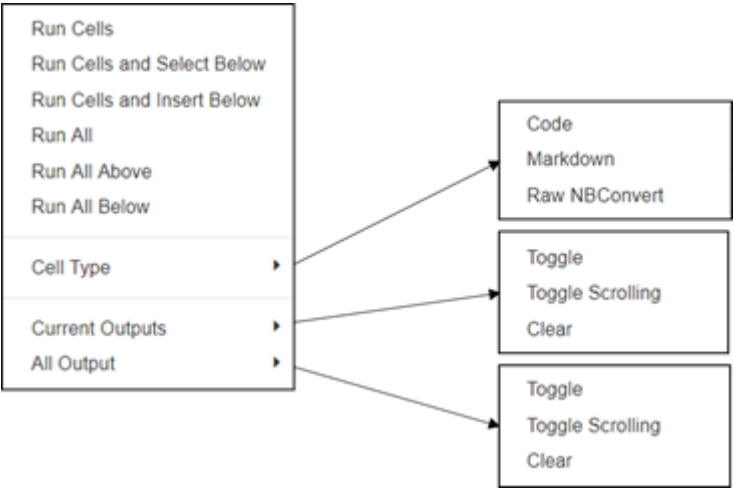 Run Cells
Run Cells and Select Below
Run Cells and Insert Below
Run All
Run All Above
Run All Below
Cell Type
Current Outputs
All Output
Code
Markdown
Raw NBConvert
Toggle
Toggle Scrolling
Clear
Toggle
Toggle Scrolling
Clear